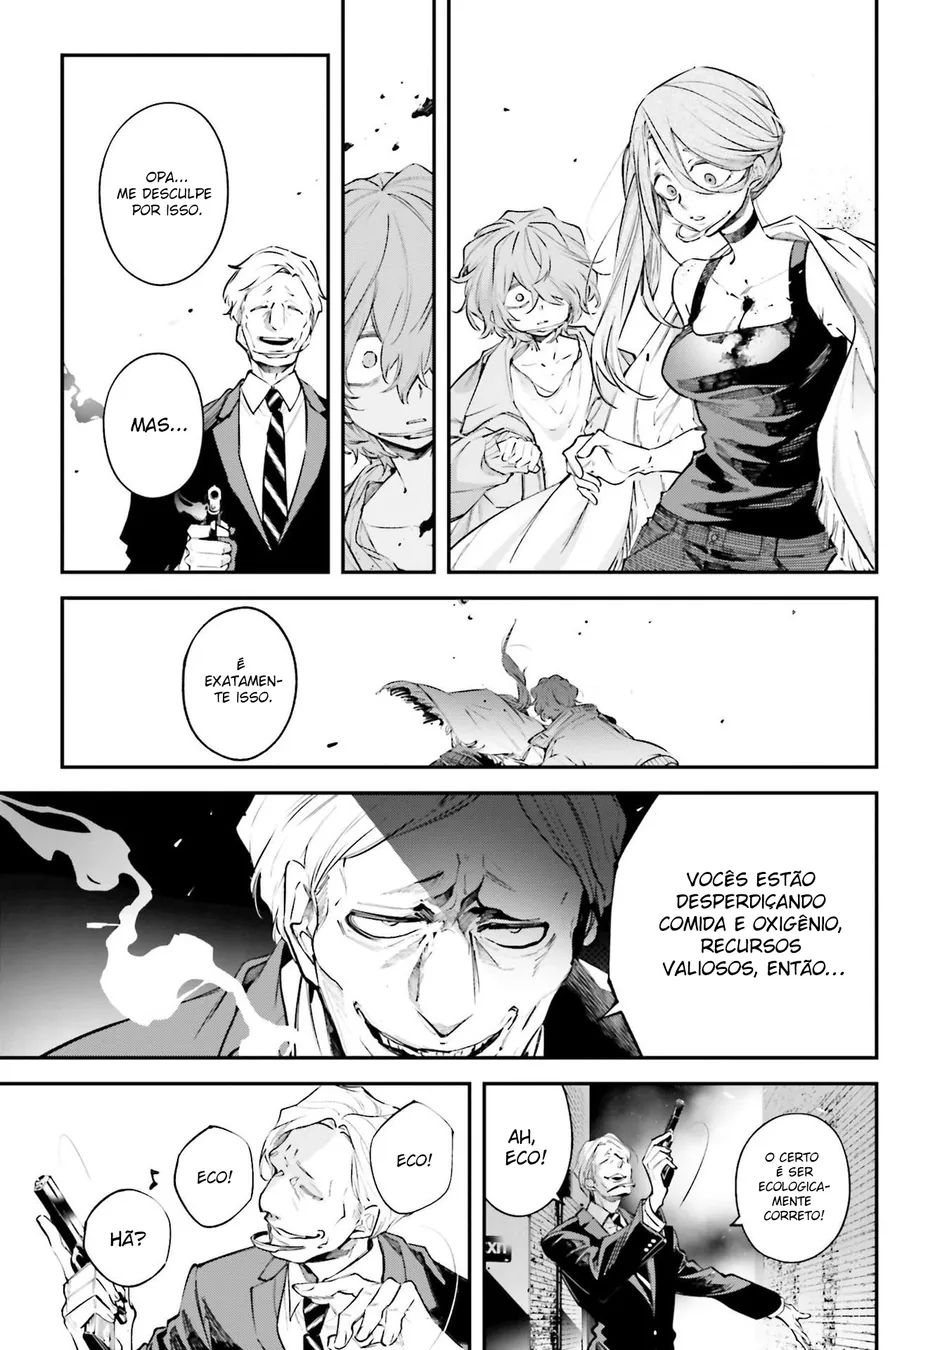 OPA...
ME DESCULPE
POR ISSO.
MAS...
É
EXATAMEN-
TE ISSO.
VOCÊS ESTÃO
DESPERDIÇANDO
COMIDA E OXIGÊNIO,
RECURSOS
VALIOSOS, ENTÃO...
O CERTO
É SER
ECOLOGICA-
MENTE
CORRETO!
AH,
ECO!
XIT
ECO!
ECO!
HÃ?